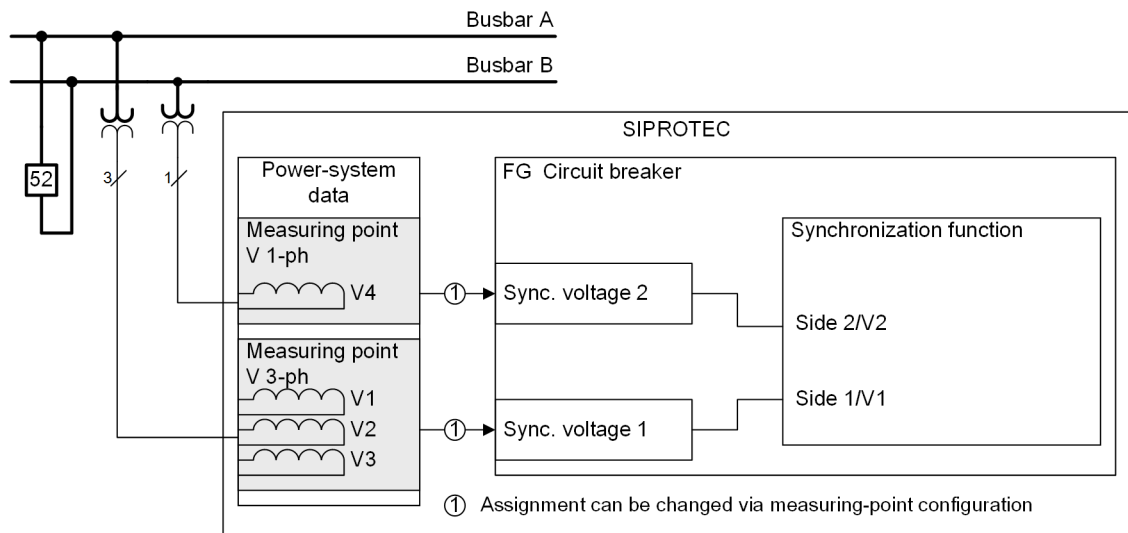 Busbar A
Busbar B
SIPROTEC
52
3
1
Power-system
data
FG Circuit breaker
Measuring point
V 1-ph
V4
1
Sync. voltage 2
Synchronization function
Side 2/V2
Measuring point
V 3-ph
V1
V2
V3
1
Sync. voltage 1
Side 1/V1
1 Assignment can be changed via measuring-point configuration